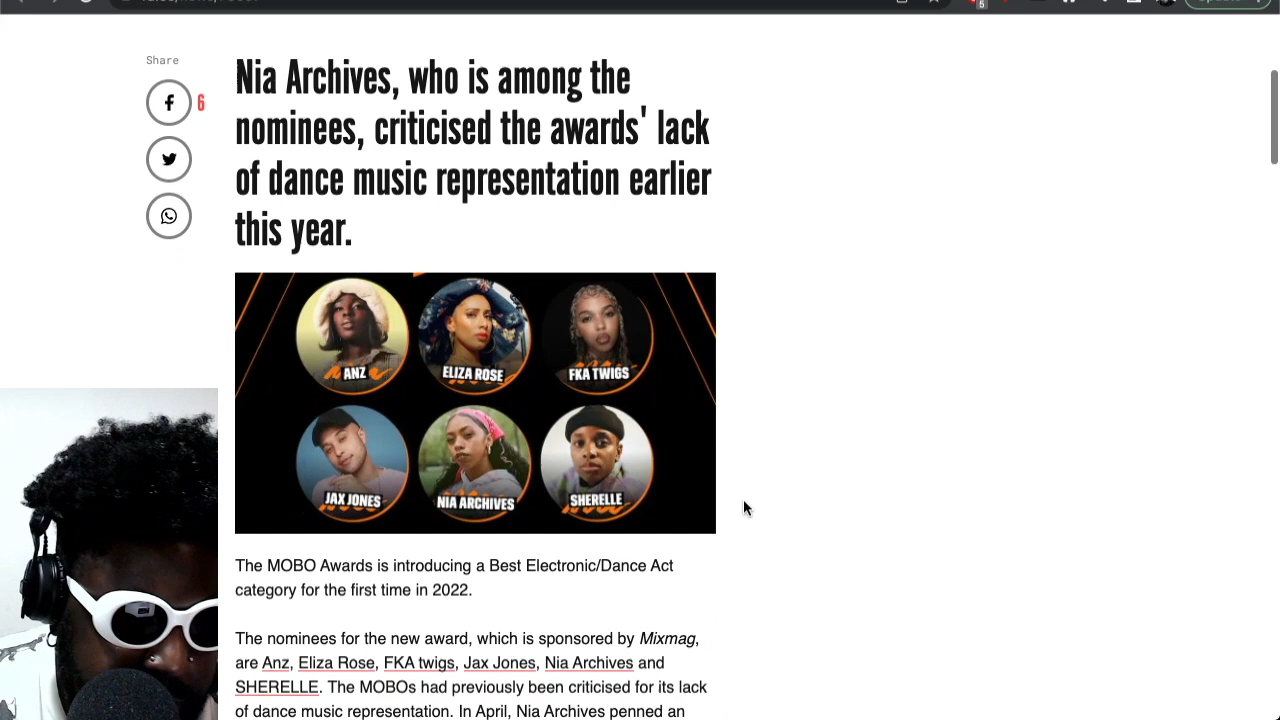 5
Share
6
Nia Archives, who is among the
nominees, criticised the awards' lack
of dance music representation earlier
this year.
ANZ
ELIZA ROSE
FKA TWIGS
JAX JONES
NIA ARCHIVES
SHERELLE
The MOBO Awards is introducing a Best Electronic/Dance Act
category for the first time in 2022.
The nominees for the new award, which is sponsored by Mixmag,
are Anz, Eliza Rose, FKA twigs, Jax Jones, Nia Archives and
SHERELLE. The MOBOs had previously been criticised for its lack
of dance music representation. In April, Nia Archives penned an